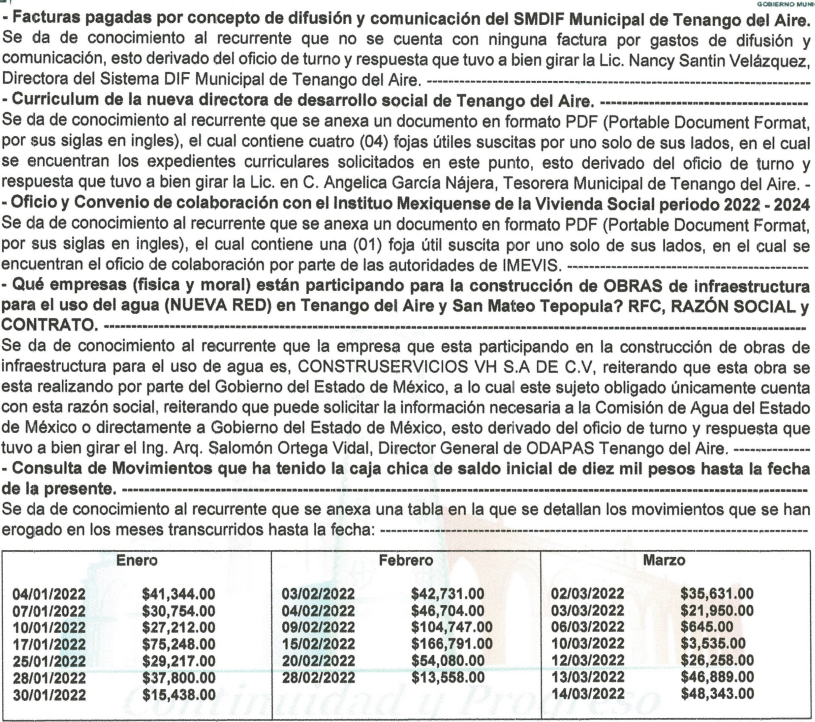 GOBIERNO MUNI
- Facturas pagadas por concepto de difusión y comunicación del SMDIF Municipal de Tenango del Aire.
Se da de conocimiento al recurrente que no se cuenta con ninguna factura por gastos de difusión y
comunicación, esto derivado del oficio de turno y respuesta que tuvo a bien girar la Lic. Nancy Santin Velázquez,
Directora del Sistema DIF Municipal de Tenango del Aire. ---------------------------------------------------------------
- Curriculum de la nueva directora de desarrollo social de Tenango del Aire. -----------------------------------
Se da de conocimiento al recurrente que se anexa un documento en formato PDF (Portable Document Format,
por sus siglas en ingles), el cual contiene cuatro (04) fojas útiles suscitas por uno solo de sus lados, en el cual
se encuentran los expedientes curriculares solicitados en este punto, esto derivado del oficio de turno y
respuesta que tuvo a bien girar la Lic. en C. Angelica García Nájera, Tesorera Municipal de Tenango del Aire. -
- Oficio y Convenio de colaboración con el Instituo Mexiquense de la Vivienda Social periodo 2022 - 2024
Se da de conocimiento al recurrente que se anexa un documento en formato PDF (Portable Document Format,
por sus siglas en ingles), el cual contiene una (01) foja útil suscita por uno solo de sus lados, en el cual se
encuentran el oficio de colaboración por parte de las autoridades de IMEVIS. ----------------------------------------
- Qué empresas (fisica y moral) están participando para la construcción de OBRAS de infraestructura
para el uso del agua (NUEVA RED) en Tenango del Aire y San Mateo Tepopula? RFC, RAZÓN SOCIAL y
CONTRATO. ---------------------------------------------------------------------------------------------------------------------
Se da de conocimiento al recurrente que la empresa que esta participando en la construcción de obras de
infraestructura para el uso de agua es, CONSTRUSERVICIOS VH S.A DE C.V, reiterando que esta obra se
esta realizando por parte del Gobierno del Estado de México, a lo cual este sujeto obligado únicamente cuenta
con esta razón social, reiterando que puede solicitar la información necesaria a la Comisión de Agua del Estado
de México o directamente a Gobierno del Estado de México, esto derivado del oficio de turno y respuesta que
tuvo a bien girar el Ing. Arq. Salomón Ortega Vidal, Director General de ODAPAS Tenango del Aire. -------------
- Consulta de Movimientos que ha tenido la caja chica de saldo inicial de diez mil pesos hasta la fecha
de la presente. ------------------------------------------------------------------------------------------------------------------
Se da de conocimiento al recurrente que se anexa una tabla en la que se detallan los movimientos que se han
erogado en los meses transcurridos hasta la fecha: -----------------------------------------------------------------------
Enero Febrero Marzo
04/01/2022 $41,344.00 03/02/2022 $42,731.00 02/03/2022 $35,631.00
07/01/2022 $30,754.00 04/02/2022 $46,704.00 03/03/2022 $21,950.00
10/01/2022 $27,212.00 09/02/2022 $104,747.00 06/03/2022 $645.00
17/01/2022 $75,248.00 15/02/2022 $166,791.00 10/03/2022 $3,535.00
25/01/2022 $29,217.00 20/02/2022 $54,080.00 12/03/2022 $26,258.00
28/01/2022 $37,800.00 28/02/2022 $13,558.00 13/03/2022 $46,889.00
30/01/2022 $15,438.00 14/03/2022 $48,343.00
Continuidad y Progreso